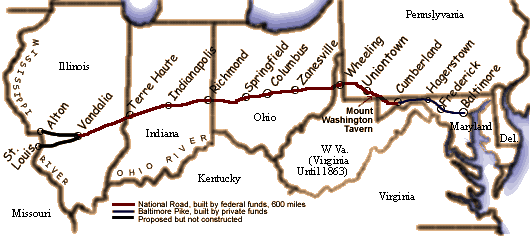 Pennsylvania
MISSISSIPPI
RIVER
Illinois
Alton
St.
Louis
Vandalia
Terre Haute
Indianapolis
Richmond
Springfield
Columbus
Zanesville
Wheeling
Uniontown
Cumberland
Hagerstown
Frederick
Baltimore
Mount
Washington
Tavern
Maryland
Del.
Indiana
Ohio
OHIO RIVER
W Va.
(Virginia
Until 1863)
Kentucky
Virginia
Missouri
National Road, built by federal funds, 600 miles
Baltimore Pike, built by private funds
Proposed but not constructed